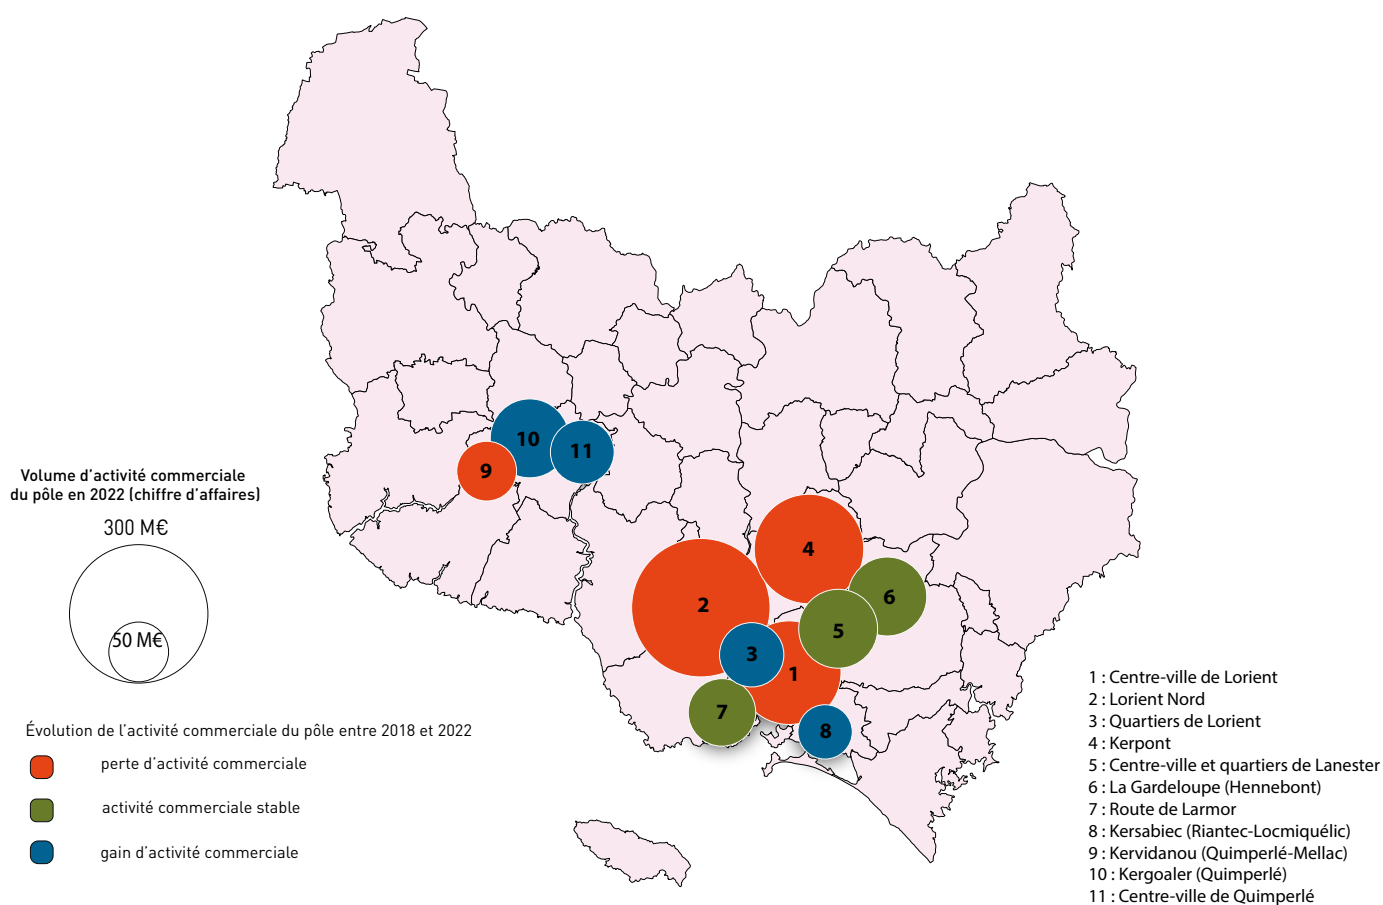 10
11
9
Volume d'activité commerciale
du pôle en 2022 (chiffre d'affaires)
300 M€
50 M€
4
6
2
5
3
1
7
8
Évolution de l'activité commerciale du pôle entre 2018 et 2022
perte d'activité commerciale
activité commerciale stable
gain d'activité commerciale
1 : Centre-ville de Lorient
2 : Lorient Nord
3 : Quartiers de Lorient
4 : Kerpont
5 : Centre-ville et quartiers de Lanester
6 : La Gardeloupe (Hennebont)
7 : Route de Larmor
8 : Kersabiec (Riantec-Locmiquélic)
9 : Kervidanou (Quimperlé-Mellac)
10 : Kergoaler (Quimperlé)
11 : Centre-ville de Quimperlé